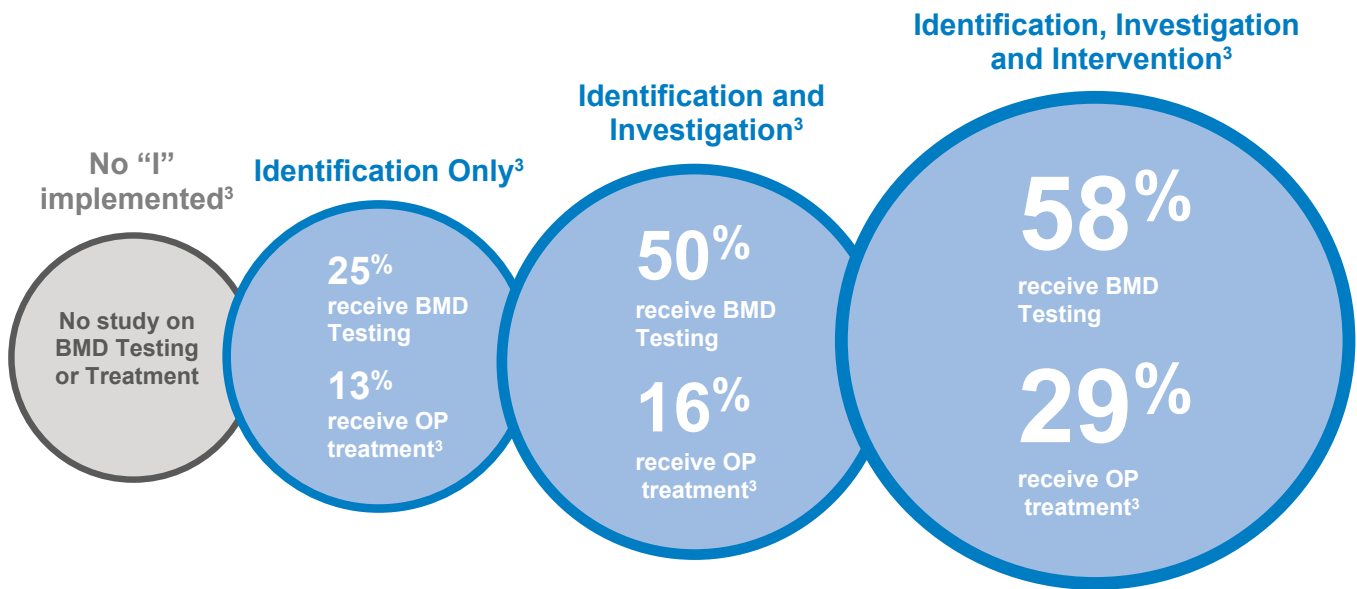 No “I”
implemented³
No study on
BMD Testing
or Treatment
Identification Only³
25%
receive BMD
Testing
13%
receive OP
treatment³
Identification and
Investigation³
50%
receive BMD
Testing
16%
receive OP
treatment³
Identification, Investigation
and Intervention³
58%
receive BMD
Testing
29%
receive OP
treatment³